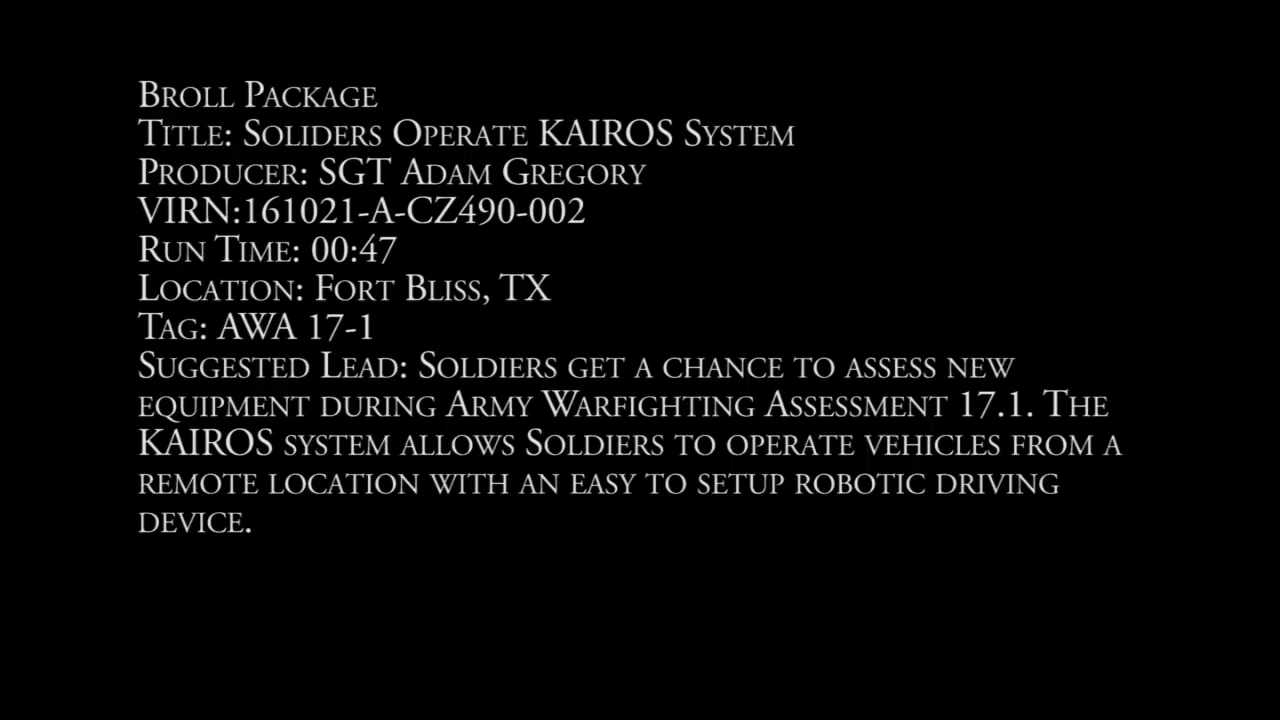 Broll Package
Title: Soliders Operate KAIROS System
Producer: SGT Adam Gregory
VIRN:161021-A-CZ490-002
Run Time: 00:47
Location: Fort Bliss, TX
Tag: AWA 17-1
Suggested Lead: Soldiers get a chance to assess new
equipment during Army Warfighting Assessment 17.1. The
KAIROS system allows Soldiers to operate vehicles from a
remote location with an easy to setup robotic driving
device.